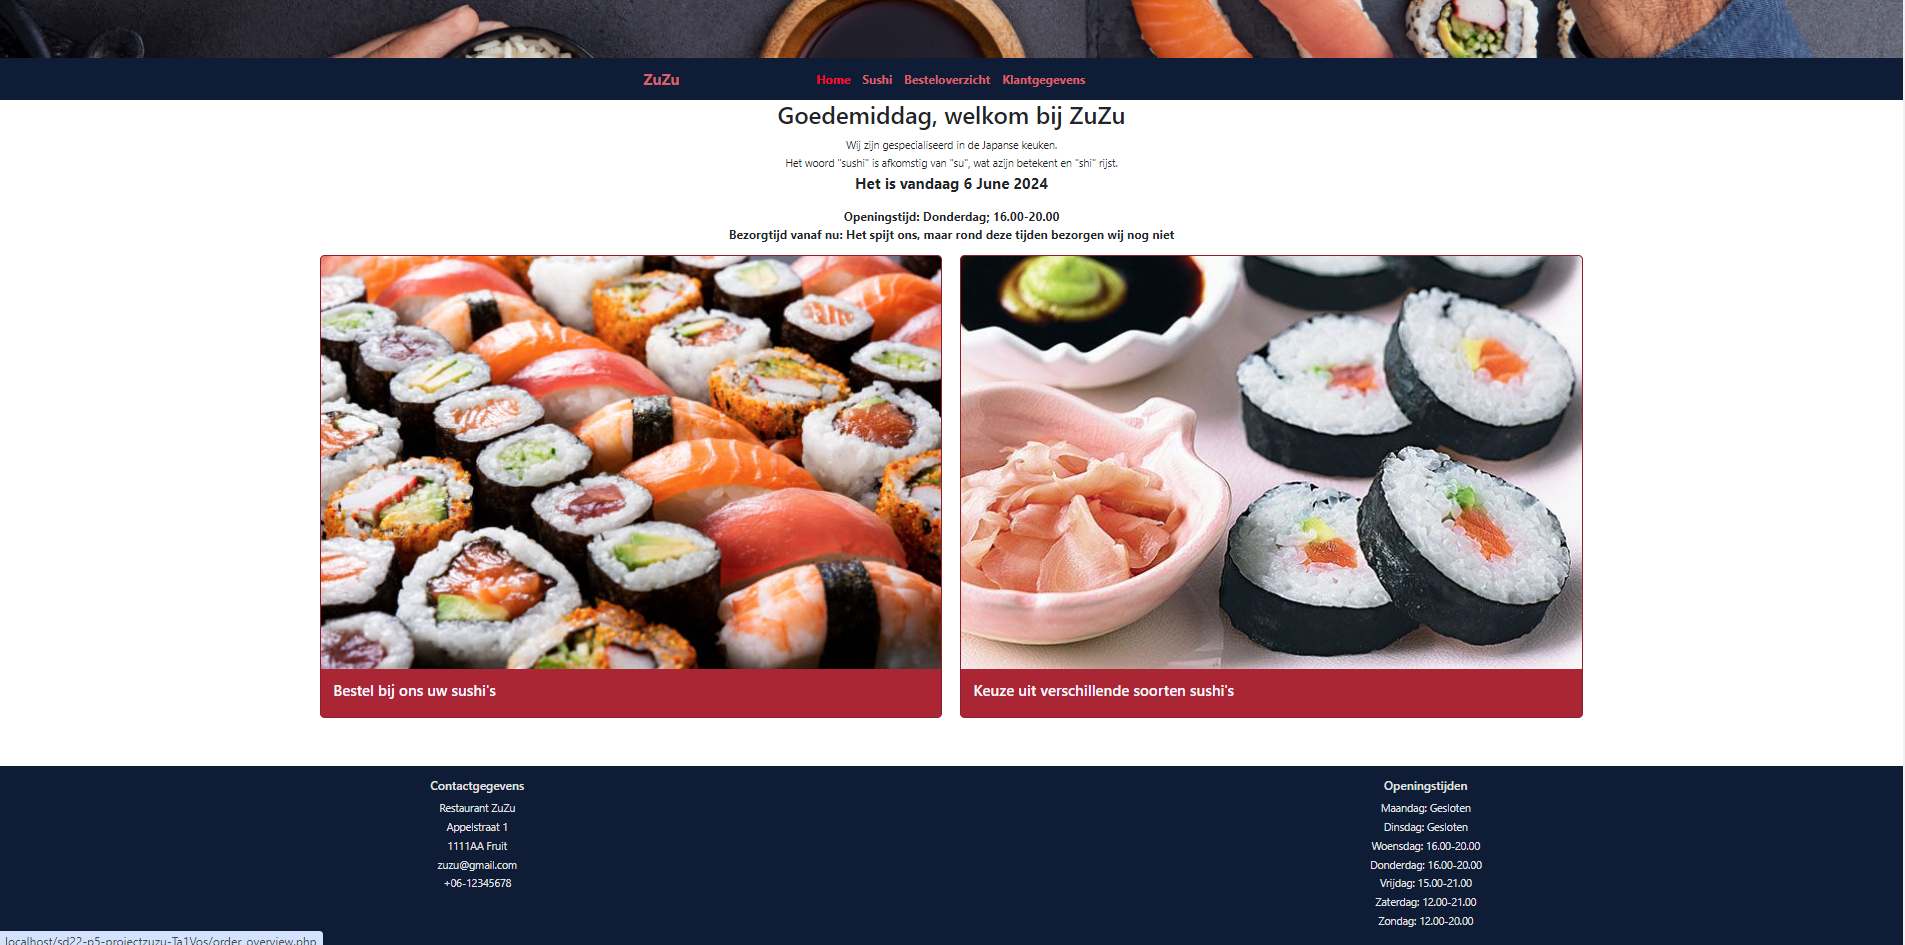 ZuZu Home Sushi Besteloverzicht Klantgegevens
Goedemiddag, welkom bij ZuZu
Wij zijn gespecialiseerd in de Japanse keuken.
Het woord "sushi" is afkomstig van "su", wat azijn betekent en "shi" rijst.
Het is vandaag 6 June 2024
Openingstijd: Donderdag; 16.00-20.00
Bezorgtijd vanaf nu: Het spijt ons, maar rond deze tijden bezorgen wij nog niet
Bestel bij ons uw sushi's
Keuze uit verschillende soorten sushi's
Contactgegevens
Restaurant ZuZu
Appelstraat 1
1111AA Fruit
zuzu@gmail.com
+06-12345678
Openingstijden
Maandag: Gesloten
Dinsdag: Gesloten
Woensdag: 16.00-20.00
Donderdag: 16.00-20.00
Vrijdag: 15.00-21.00
Zaterdag: 12.00-21.00
Zondag: 12.00-20.00
localhost/sd22-p5-projectzuzu-Ta1Vos/order_overview.php